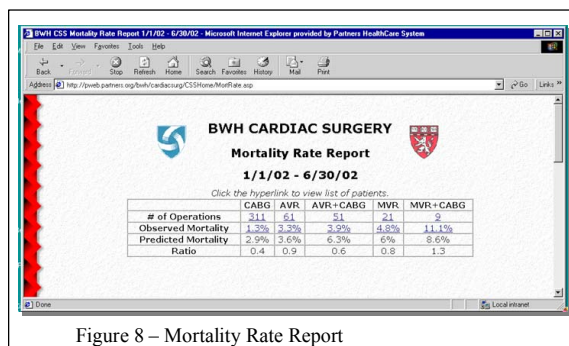 BWH CSS Mortality Rate Report 1/1/02 - 6/30/02 - Microsoft Internet Explorer provided by Partners HealthCare System
File Edit View Favorites Tools Help
Back Forward Stop Refresh Home Search Favorites History Mail Print
Address http://pweb.partners.org/bwh/cardiacsurg/CSSHome/MortRate.asp Go Links »
BWH CARDIAC SURGERY
Mortality Rate Report
1/1/02 - 6/30/02
Click the hyperlink to view list of patients.
CABG AVR AVR+CABG MVR MVR+CABG
# of Operations 311 61 51 21 9
Observed Mortality 1.3% 3.3% 3.9% 4.8% 11.1%
Predicted Mortality 2.9% 3.6% 6.3% 6% 8.6%
Ratio 0.4 0.9 0.6 0.8 1.3
Done Local intranet
Figure 8 – Mortality Rate Report